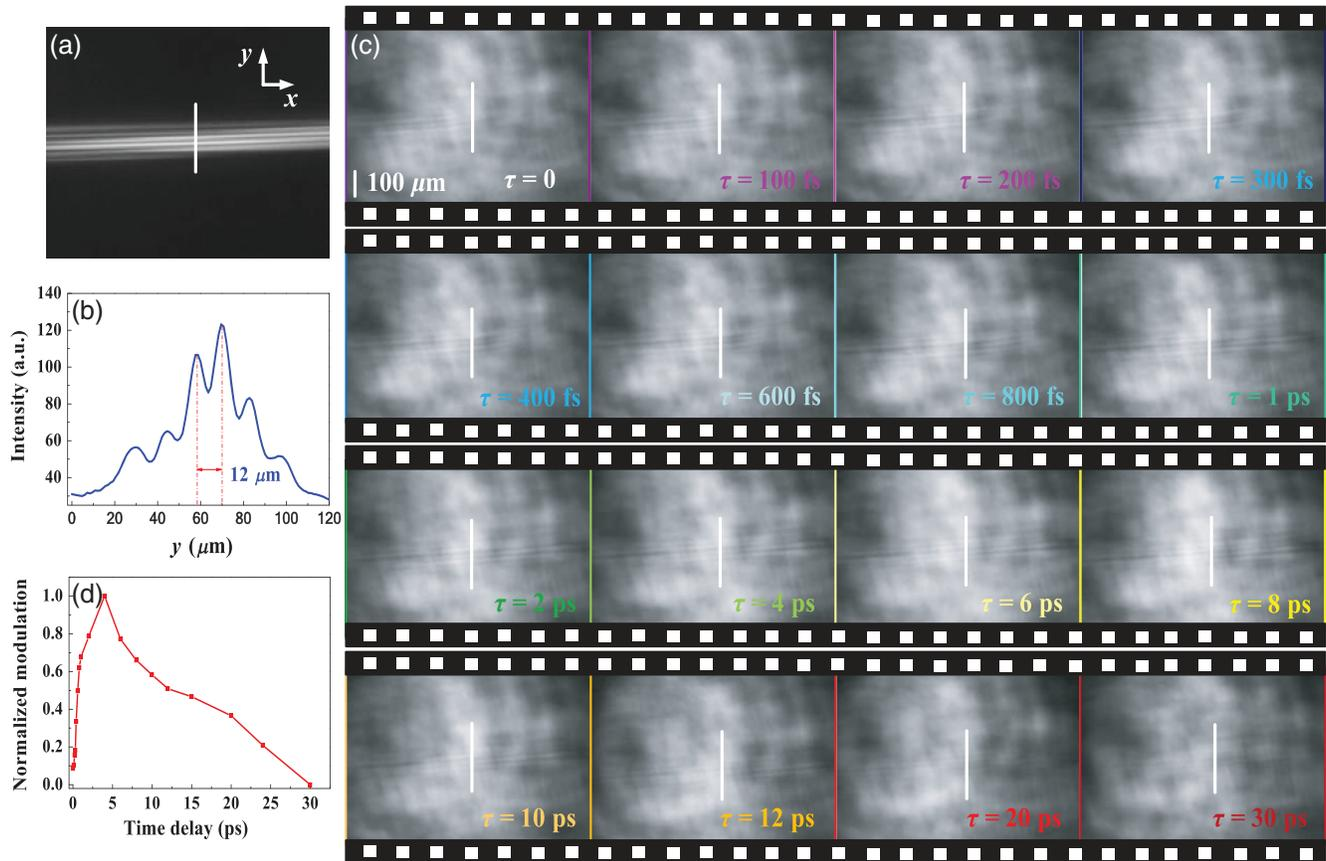 (a)
y
x
(b)
Intensity (a.u.)
140
120
100
80
60
40
12 μm
0 20 40 60 80 100 120
y (μm)
(d)
Normalized modulation
1.0
0.8
0.6
0.4
0.2
0.0
0 5 10 15 20 25 30
Time delay (ps)
(c)
100 μm
τ = 0
τ = 100 fs
τ = 200 fs
τ = 300 fs
τ = 400 fs
τ = 600 fs
τ = 800 fs
τ = 1 ps
τ = 2 ps
τ = 4 ps
τ = 6 ps
τ = 8 ps
τ = 10 ps
τ = 12 ps
τ = 20 ps
τ = 30 ps